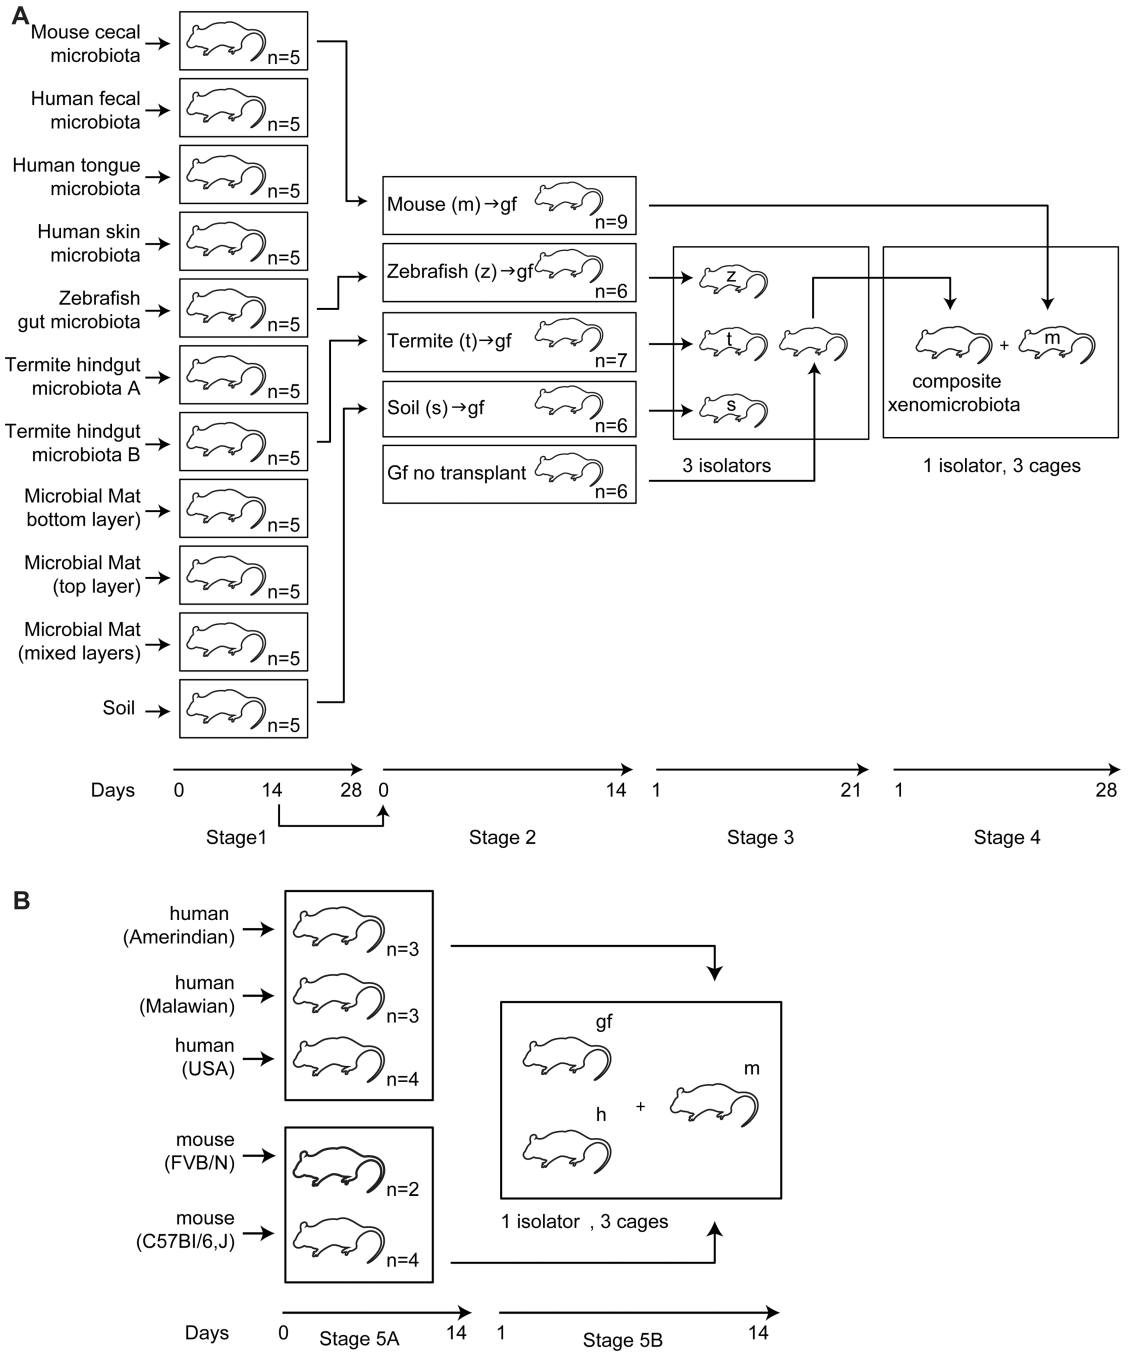 A
Mouse cecal
microbiota
n=5
Human fecal
microbiota
n=5
Human tongue
microbiota
n=5
Human skin
microbiota
n=5
Zebrafish
gut microbiota
n=5
Termite hindgut
microbiota A
n=5
Termite hindgut
microbiota B
n=5
Microbial Mat
bottom layer)
n=5
Microbial Mat
(top layer)
n=5
Microbial Mat
(mixed layers)
n=5
Soil
n=5
Mouse (m)→gf
n=9
Zebrafish (z)→gf
n=6
Termite (t)→gf
n=7
Soil (s)→gf
n=6
Gf no transplant
n=6
z
t
s
3 isolators
+
m
composite
xenomicrobiota
1 isolator, 3 cages
Days 0 14 28 0 14 1 21 1 28
Stage1 Stage 2 Stage 3 Stage 4
B
human
(Amerindian)
n=3
human
(Malawian)
n=3
human
(USA)
n=4
mouse
(FVB/N)
n=2
mouse
(C57BI/6,J)
n=4
gf
m
h
+
1 isolator , 3 cages
Days 0 14 1 14
Stage 5A Stage 5B